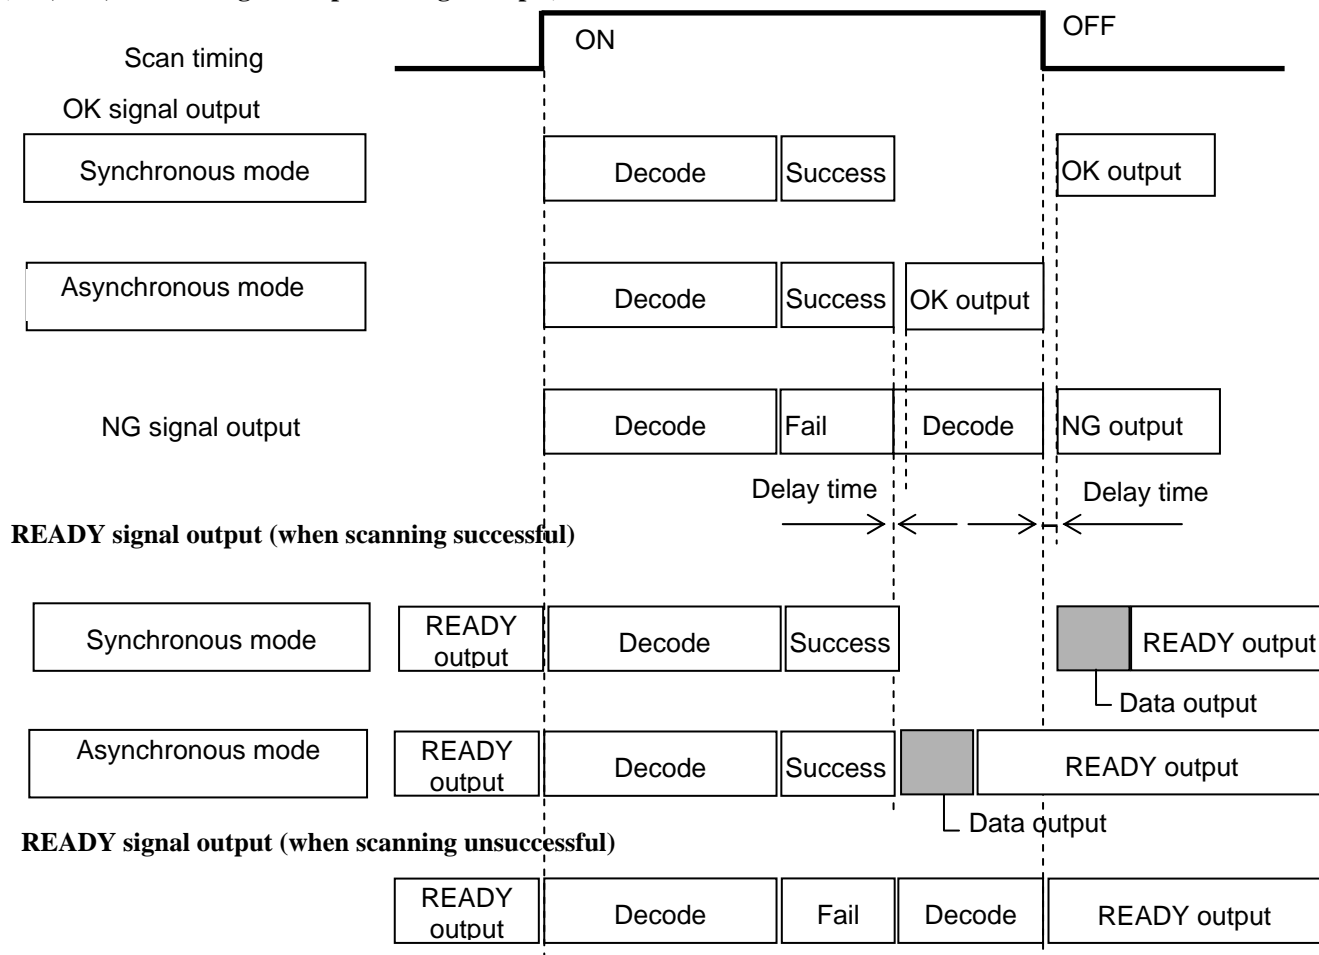 ON
OFF
Scan timing
OK signal output
Synchronous mode
Decode
Success
OK output
Asynchronous mode
Decode
Success
OK output
NG signal output
Decode
Fail
Decode
NG output
Delay time
Delay time
READY signal output (when scanning successful)
Synchronous mode
READY
output
Decode
Success
READY output
Data output
Asynchronous mode
READY
output
Decode
Success
READY output
Data output
READY signal output (when scanning unsuccessful)
READY
output
Decode
Fail
Decode
READY output